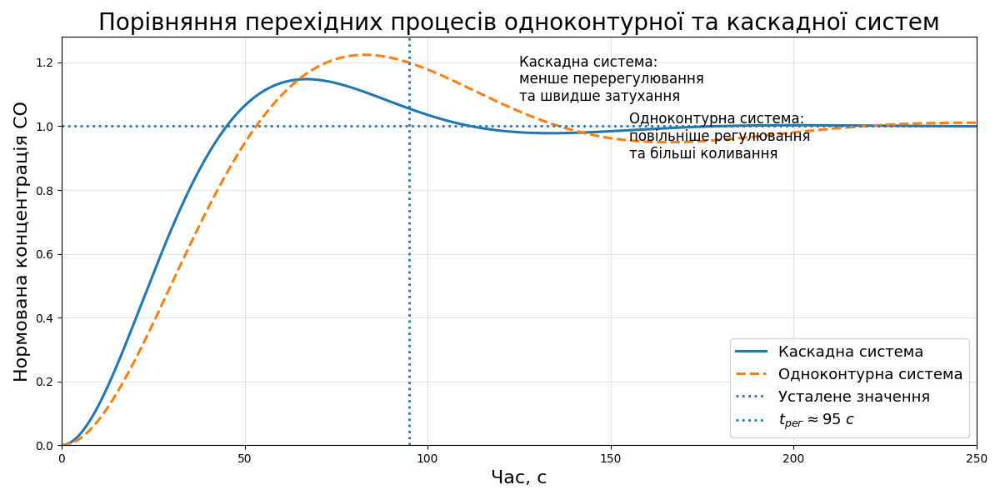 Порівняння перехідних процесів одноконтурної та каскадної систем
Нормована концентрація CO
1.2
1.0
0.8
0.6
0.4
0.2
0.0
Каскадна система:
менше перерегулювання
та швидше затухання
Одноконтурна система:
повільніше регулювання
та більші коливання
Каскадна система
Одноконтурна система
Усталене значення
t_рег ≈ 95 с
0
50
100
150
200
250
Час, с